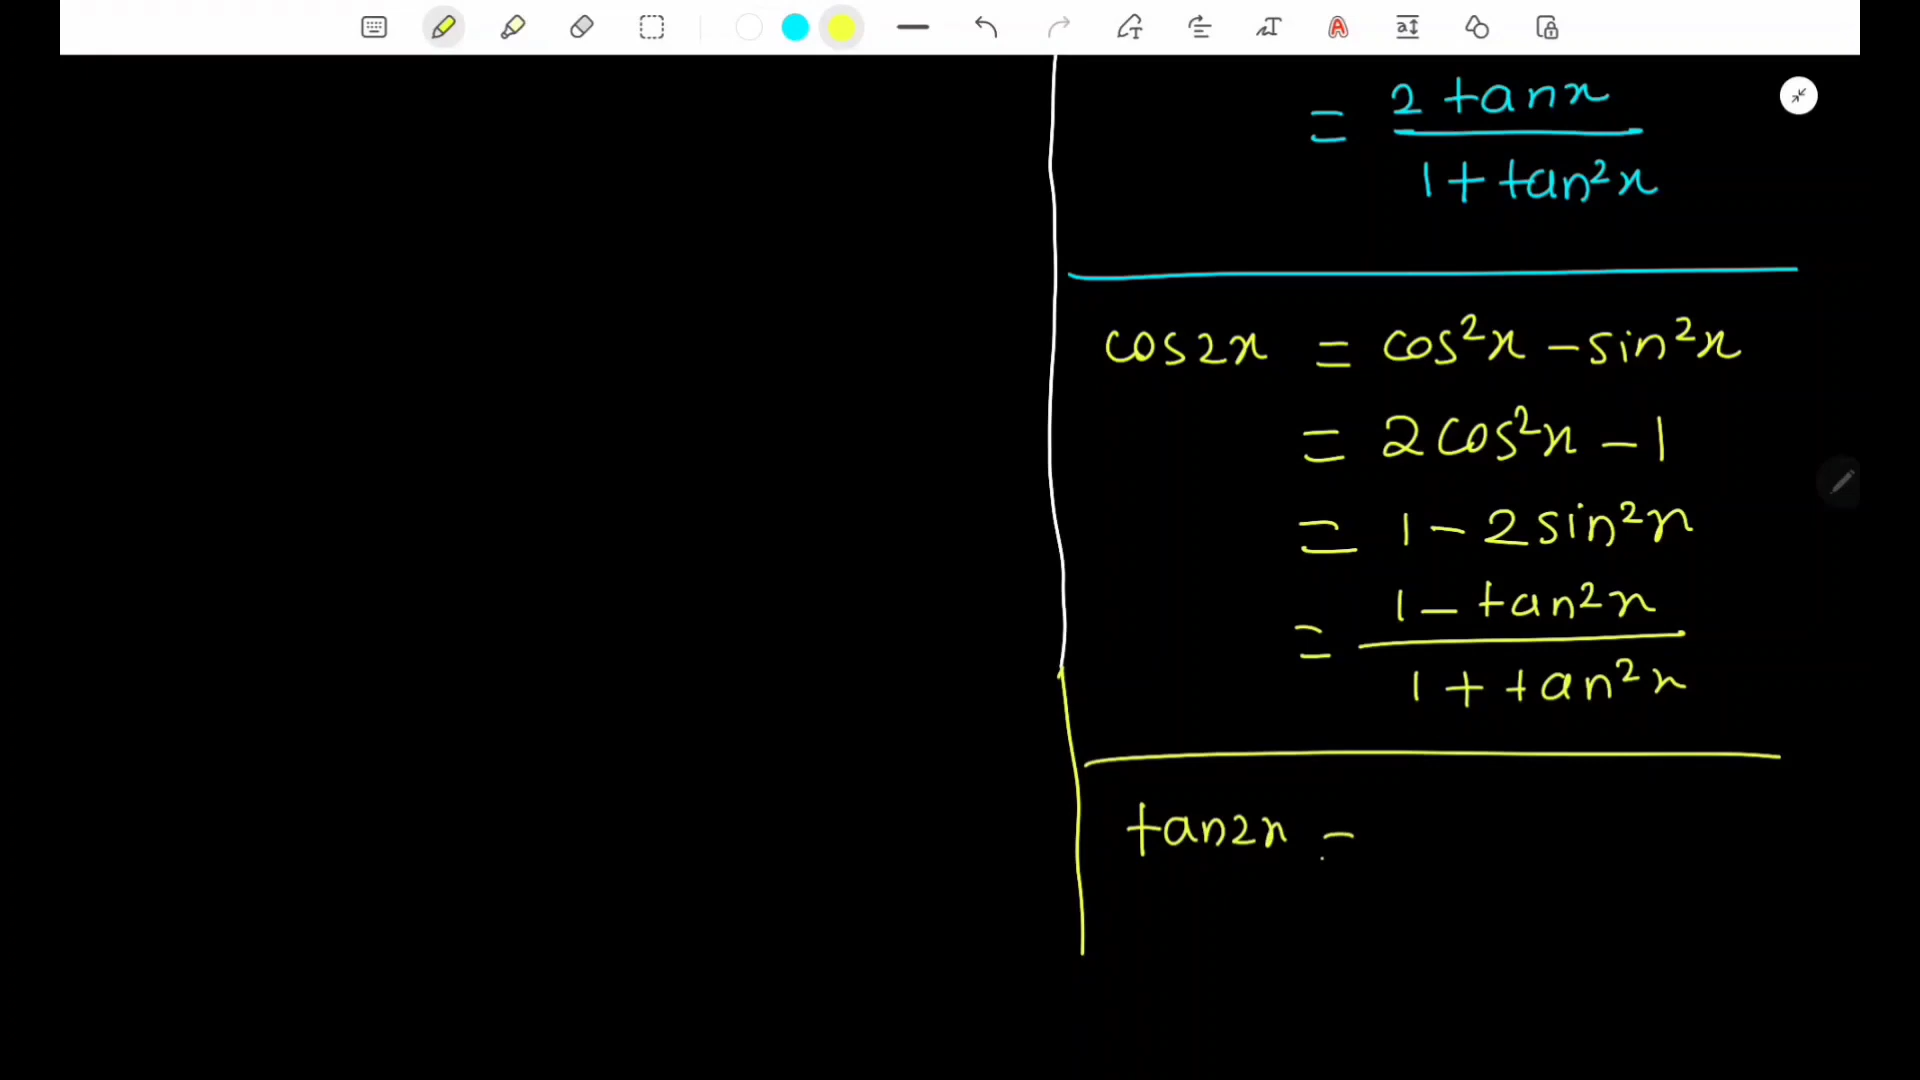 = 2 tanx / 1 + tan²x
cos2x = cos²x - sin²x
= 2cos²x - 1
= 1 - 2sin²x
= 1 - tan²x / 1 + tan²x
tan2x =